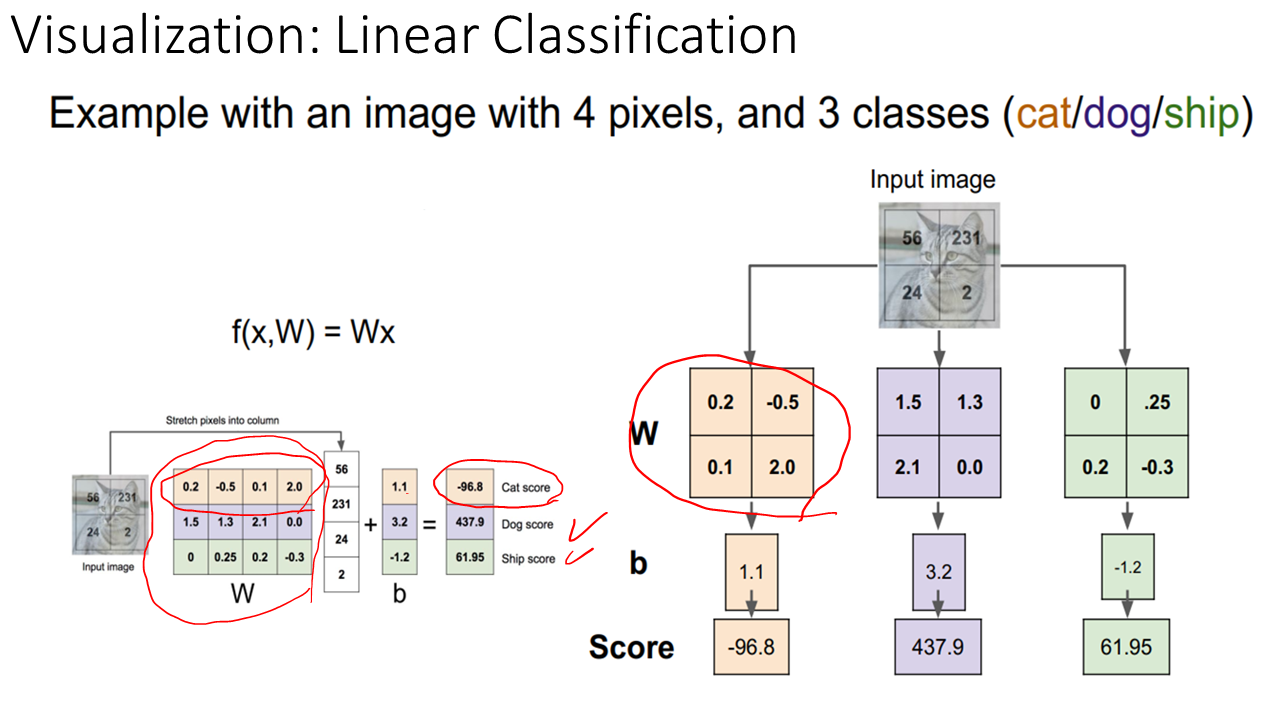 Visualization: Linear Classification
Example with an image with 4 pixels, and 3 classes (cat/dog/ship)
f(x,W) = Wx
Stretch pixels into column
56 231
24 2
Input image
0.2 -0.5 0.1 2.0
1.5 1.3 2.1 0.0
0 0.25 0.2 -0.3
W
56
231
24
2
+
1.1
3.2
-1.2
b
=
-96.8 Cat score
437.9 Dog score
61.95 Ship score
Input image
56 231
24 2
W
0.2 -0.5
0.1 2.0
1.5 1.3
2.1 0.0
0 .25
0.2 -0.3
b
1.1
3.2
-1.2
Score
-96.8
437.9
61.95